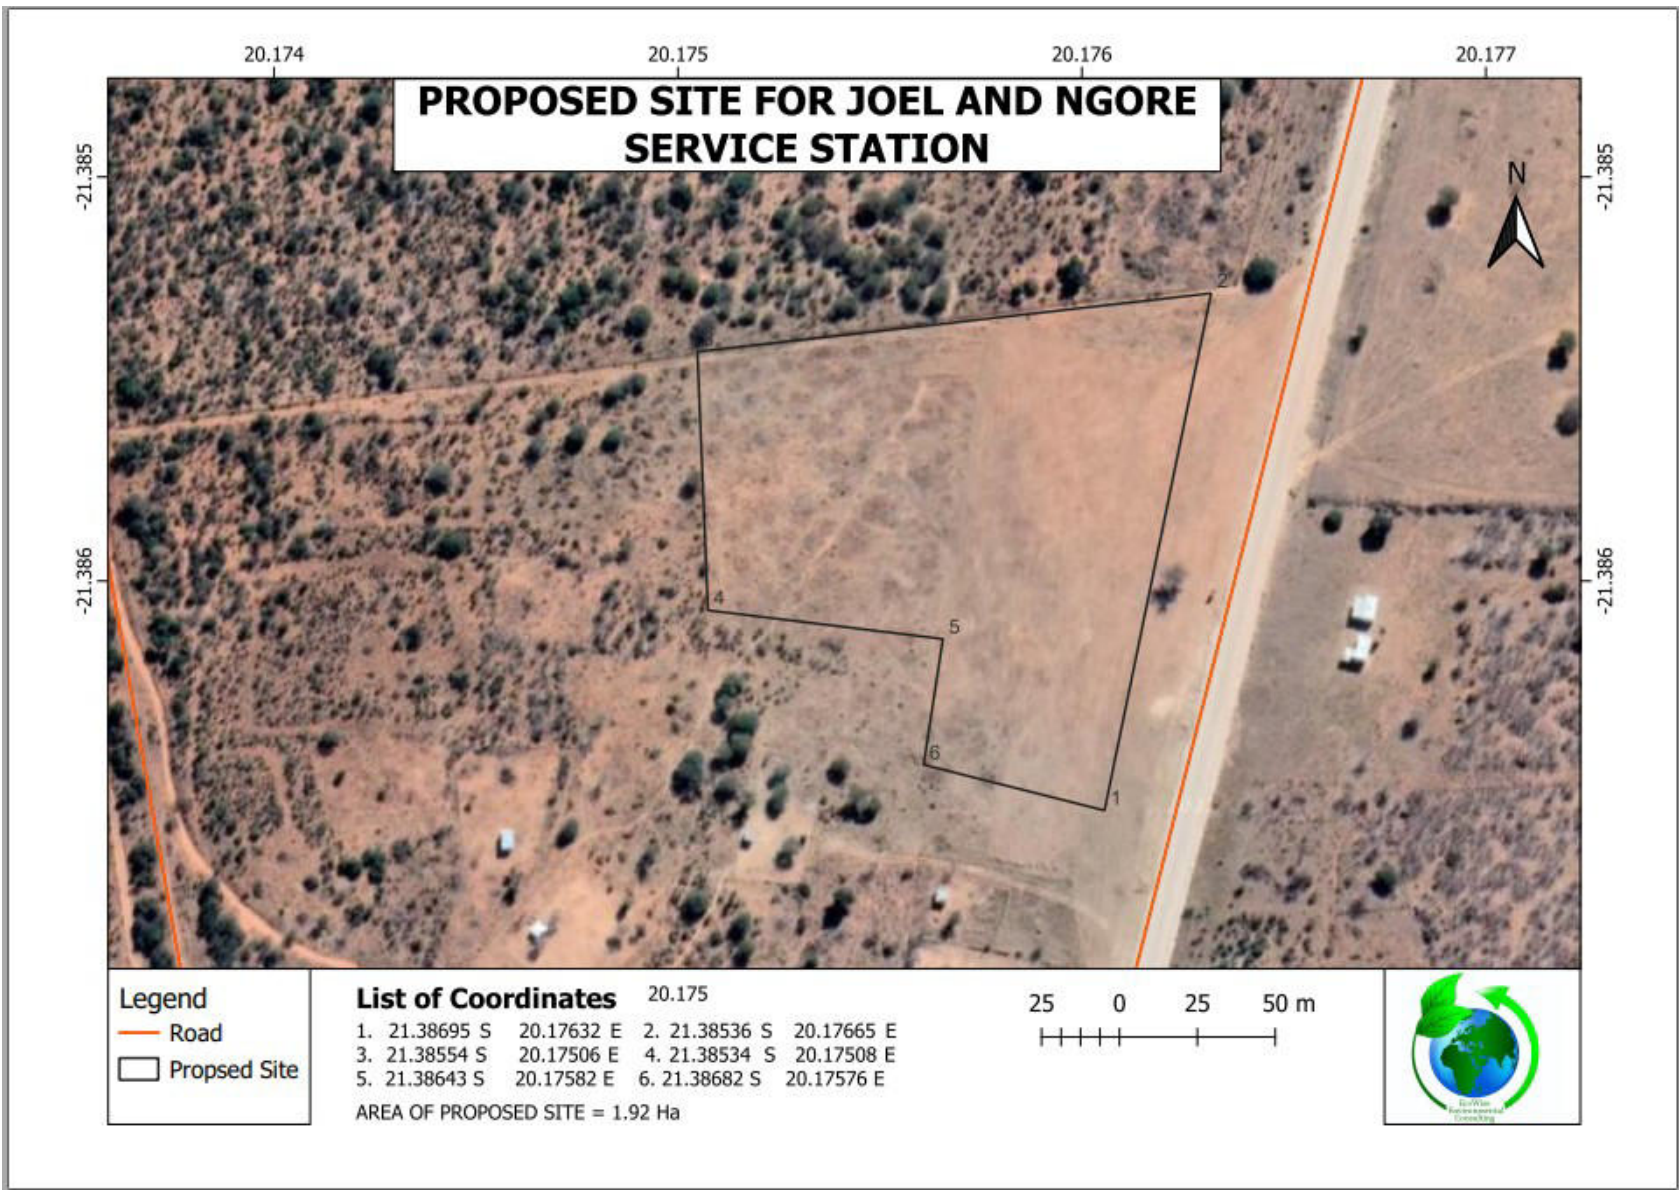 20.174 20.175 20.176 20.177
PROPOSED SITE FOR JOEL AND NGORE
SERVICE STATION
-21.385 -21.385
N
2
3
-21.386 -21.386
4
5
6
1
Legend
Road
Propsed Site
List of Coordinates 20.175
1. 21.38695 S 20.17632 E 2. 21.38536 S 20.17665 E
3. 21.38554 S 20.17506 E 4. 21.38534 S 20.17508 E
5. 21.38643 S 20.17582 E 6. 21.38682 S 20.17576 E
AREA OF PROPOSED SITE = 1.92 Ha
25 0 25 50 m
EcoWise
Environmental
Consulting